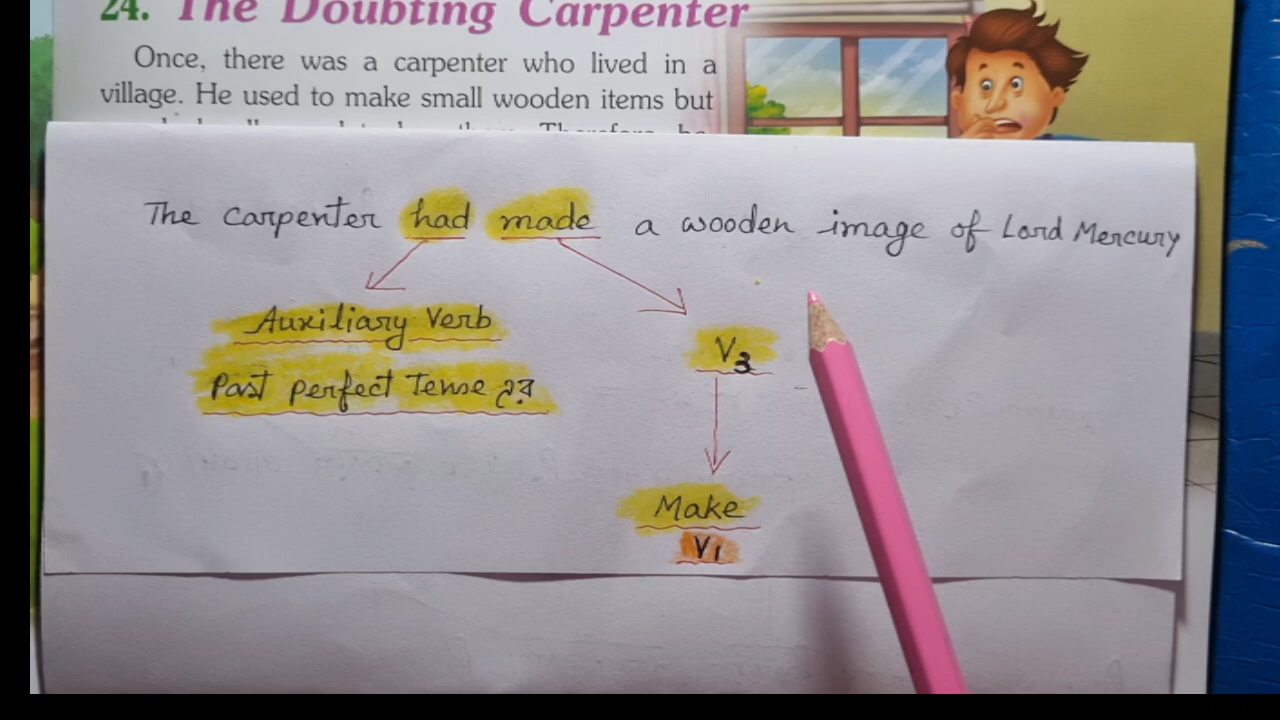 24. The Doubting Carpenter
Once, there was a carpenter who lived in a
village. He used to make small wooden items but
The carpenter had made a wooden image of Lord Mercury
Auxiliary Verb
Past perfect Tense
V3
Make
V1